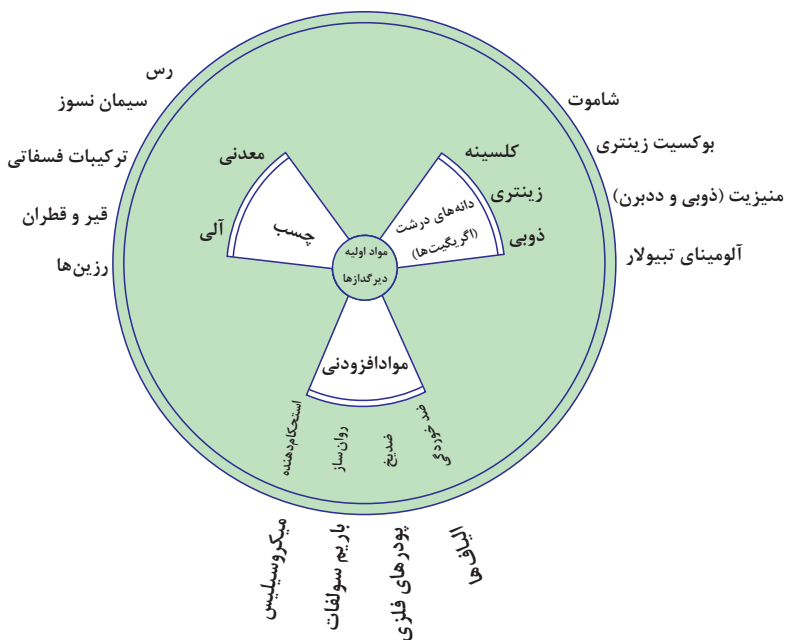 رس
سیمان نسوز
ترکیبات فسفاتی
قیر و قطران
رزین‌ها
شاموت
بوکسیت زینتری
منیزیت (ذوبی و ددبرن)
آلومینای تبیولار
معدنی
آلی
چسب
کلسینه
زینتری
ذوبی
دانه‌های درشت
(اگریگیت‌ها)
مواد اولیه
دیرگدازها
موادافزودنی
استحکام‌دهنده
روان‌ساز
ضدیخ
ضد خوردگی
میکروسیلیس
باریم سولفات
پودرهای فلزی
الیاف‌ها